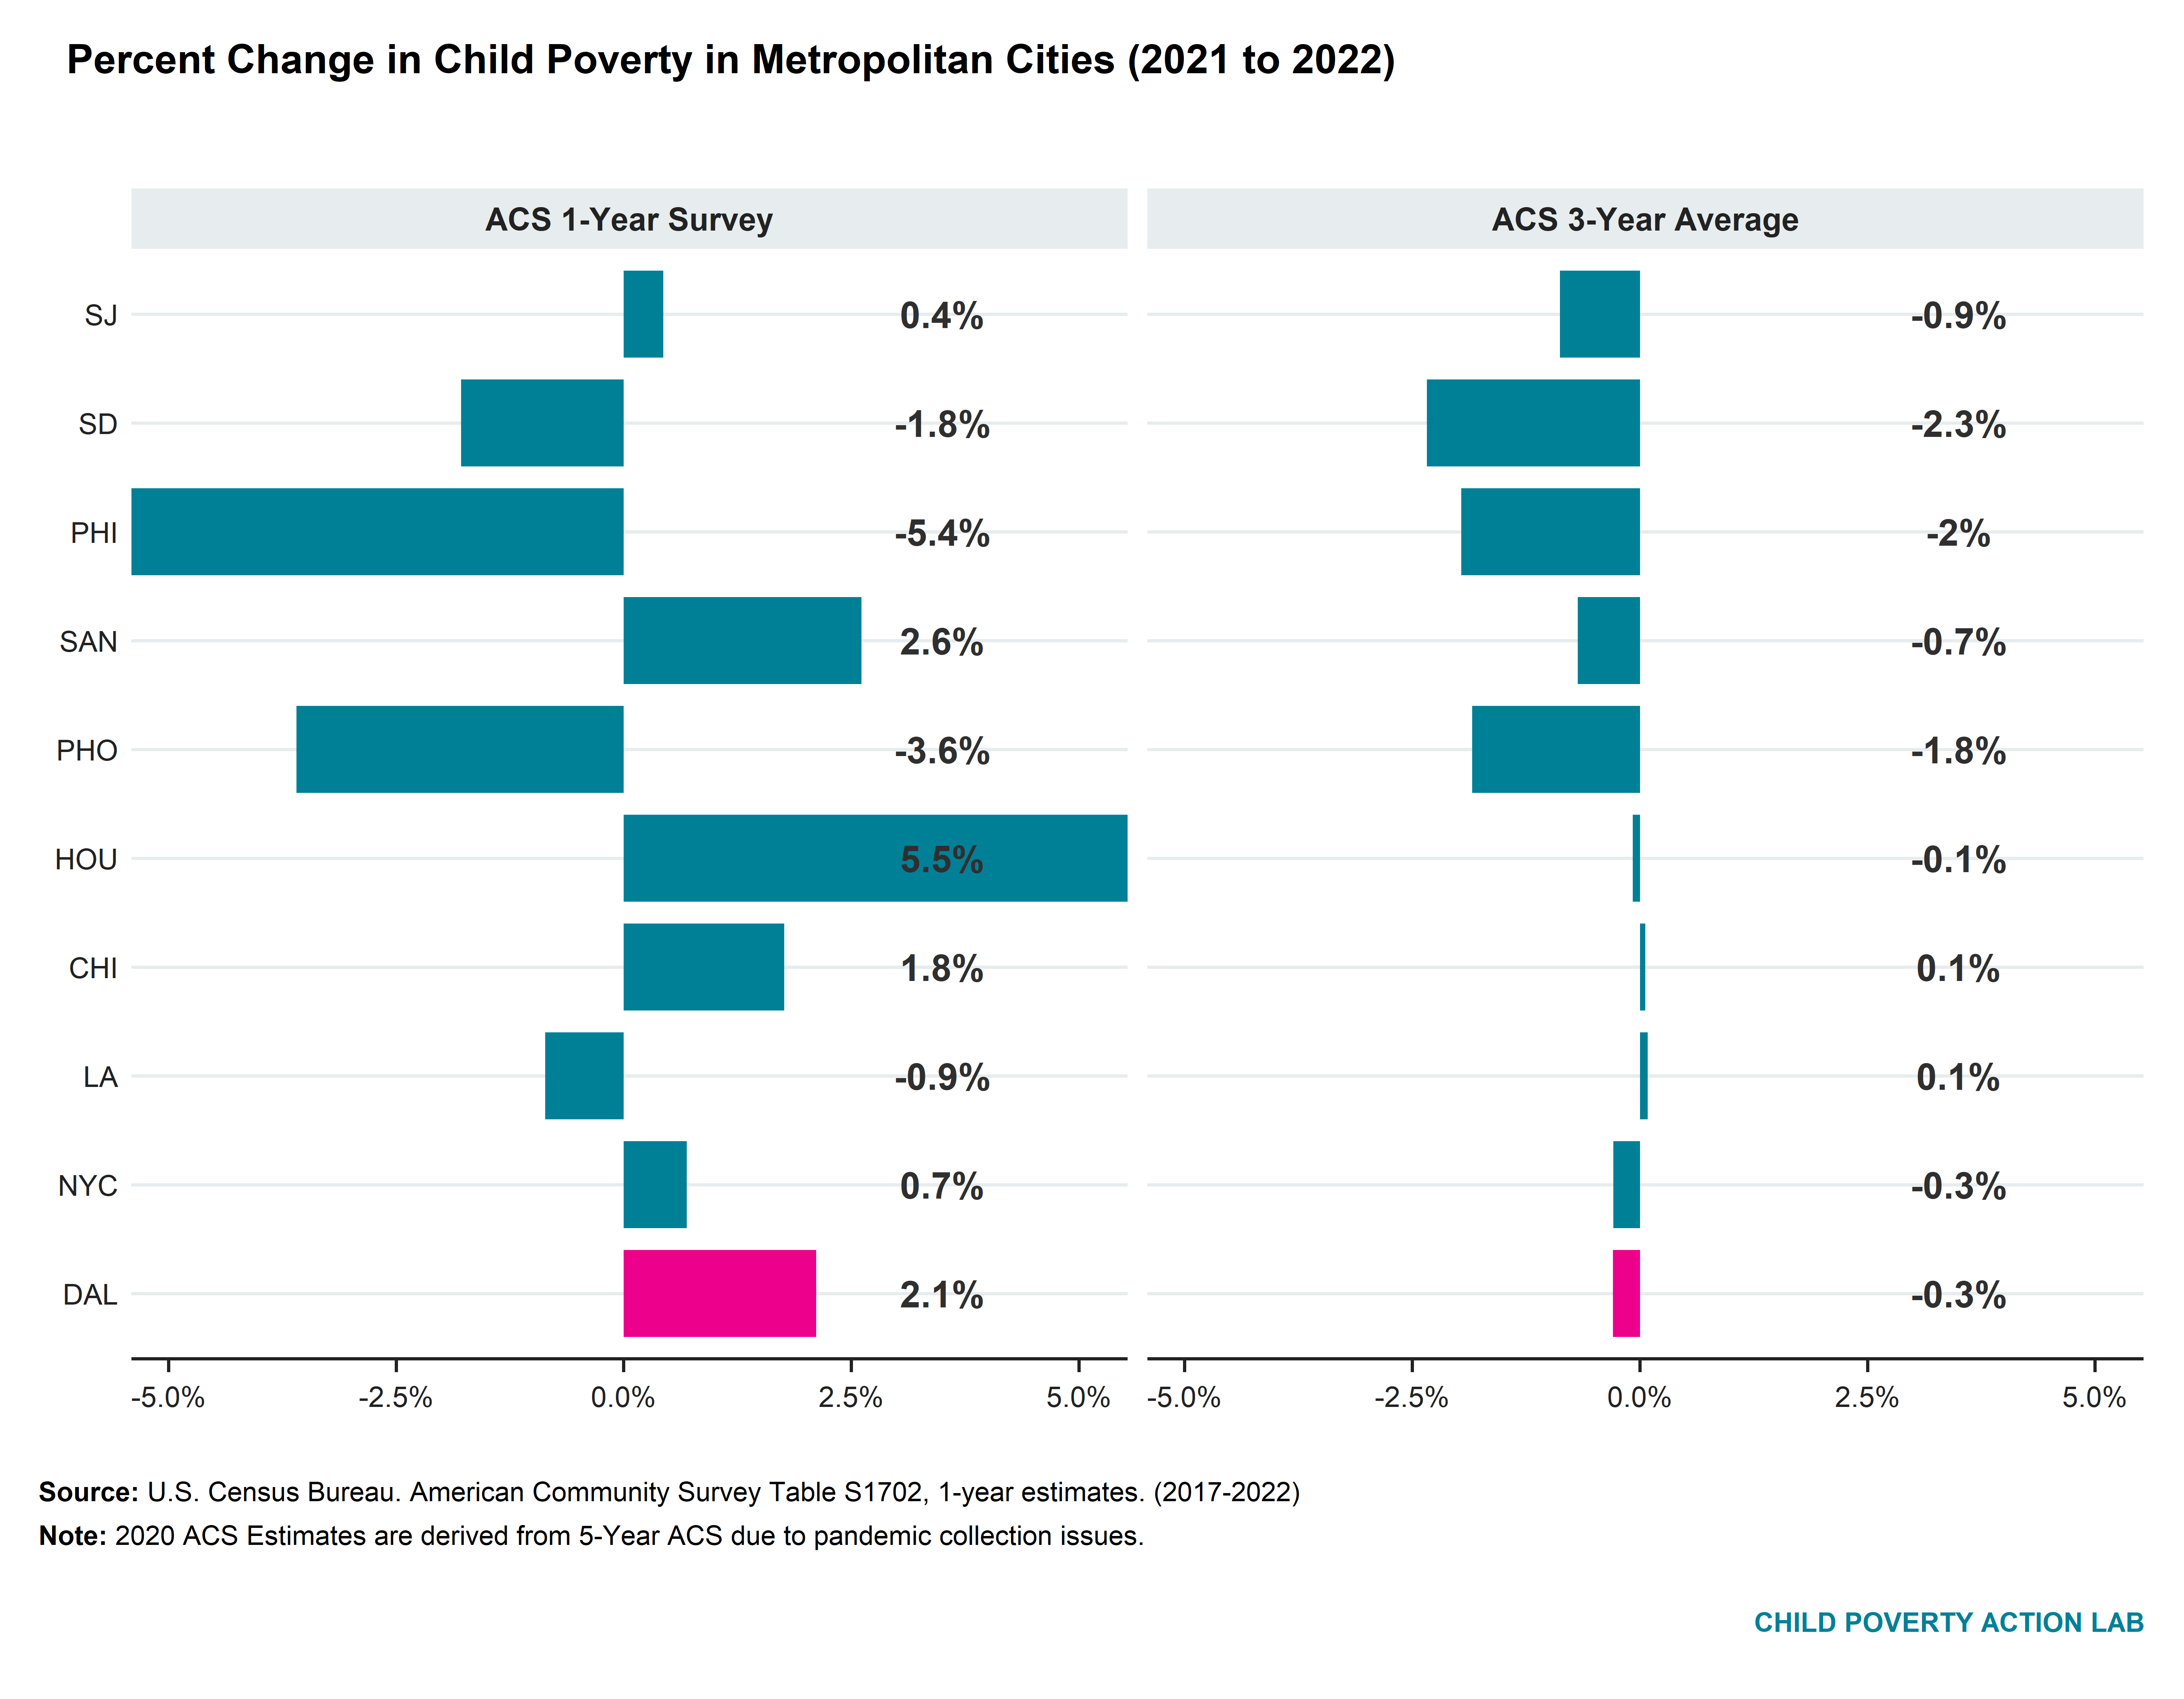 Percent Change in Child Poverty in Metropolitan Cities (2021 to 2022)
ACS 1-Year Survey
ACS 3-Year Average
SJ 0.4% -0.9%
SD -1.8% -2.3%
PHI -5.4% -2%
SAN 2.6% -0.7%
PHO -3.6% -1.8%
HOU 5.5% -0.1%
CHI 1.8% 0.1%
LA -0.9% 0.1%
NYC 0.7% -0.3%
DAL 2.1% -0.3%
-5.0% -2.5% 0.0% 2.5% 5.0% -5.0% -2.5% 0.0% 2.5% 5.0%
Source: U.S. Census Bureau. American Community Survey Table S1702, 1-year estimates. (2017-2022)
Note: 2020 ACS Estimates are derived from 5-Year ACS due to pandemic collection issues.
CHILD POVERTY ACTION LAB